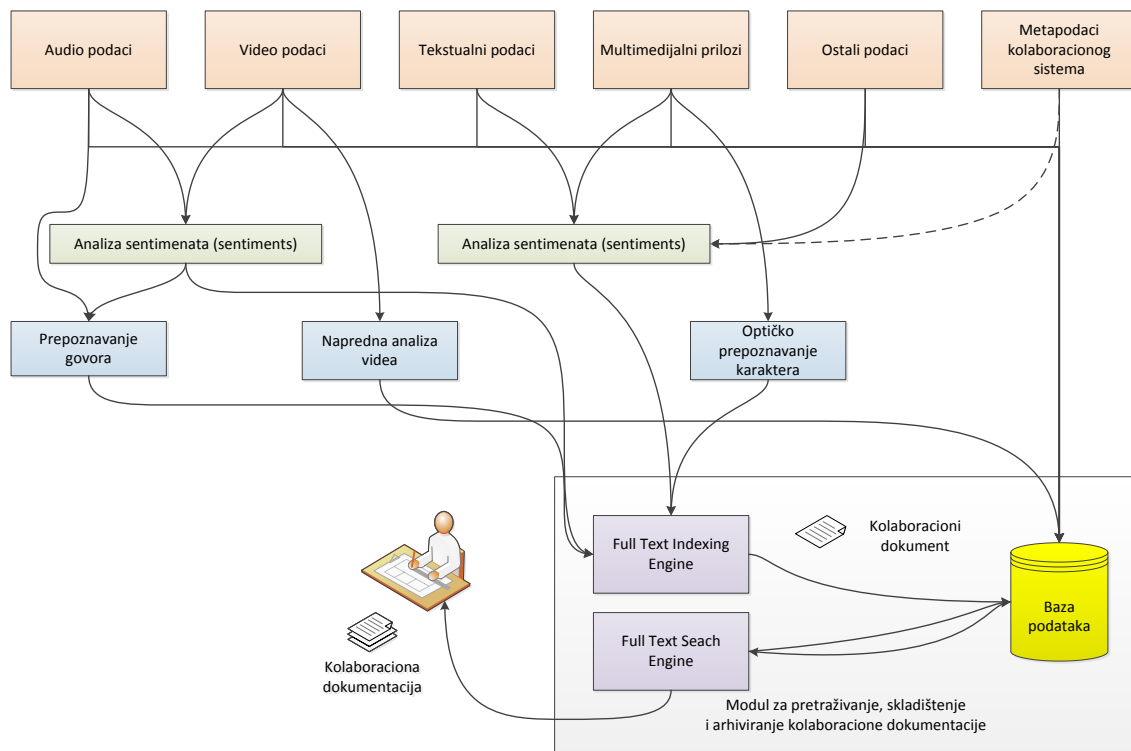 Audio podaci
Video podaci
Tekstualni podaci
Multimedijalni prilozi
Ostali podaci
Metapodaci
kolaboracionog
sistema
Analiza sentimenata (sentiments)
Analiza sentimenata (sentiments)
Prepoznavanje
govora
Napredna analiza
videa
Optičko
prepoznavanje
karaktera
Full Text Indexing
Engine
Kolaboracioni
dokument
Baza
podataka
Full Text Seach
Engine
Kolaboraciona
dokumentacija
Modul za pretraživanje, skladištenje
i arhiviranje kolaboracione dokumentacije